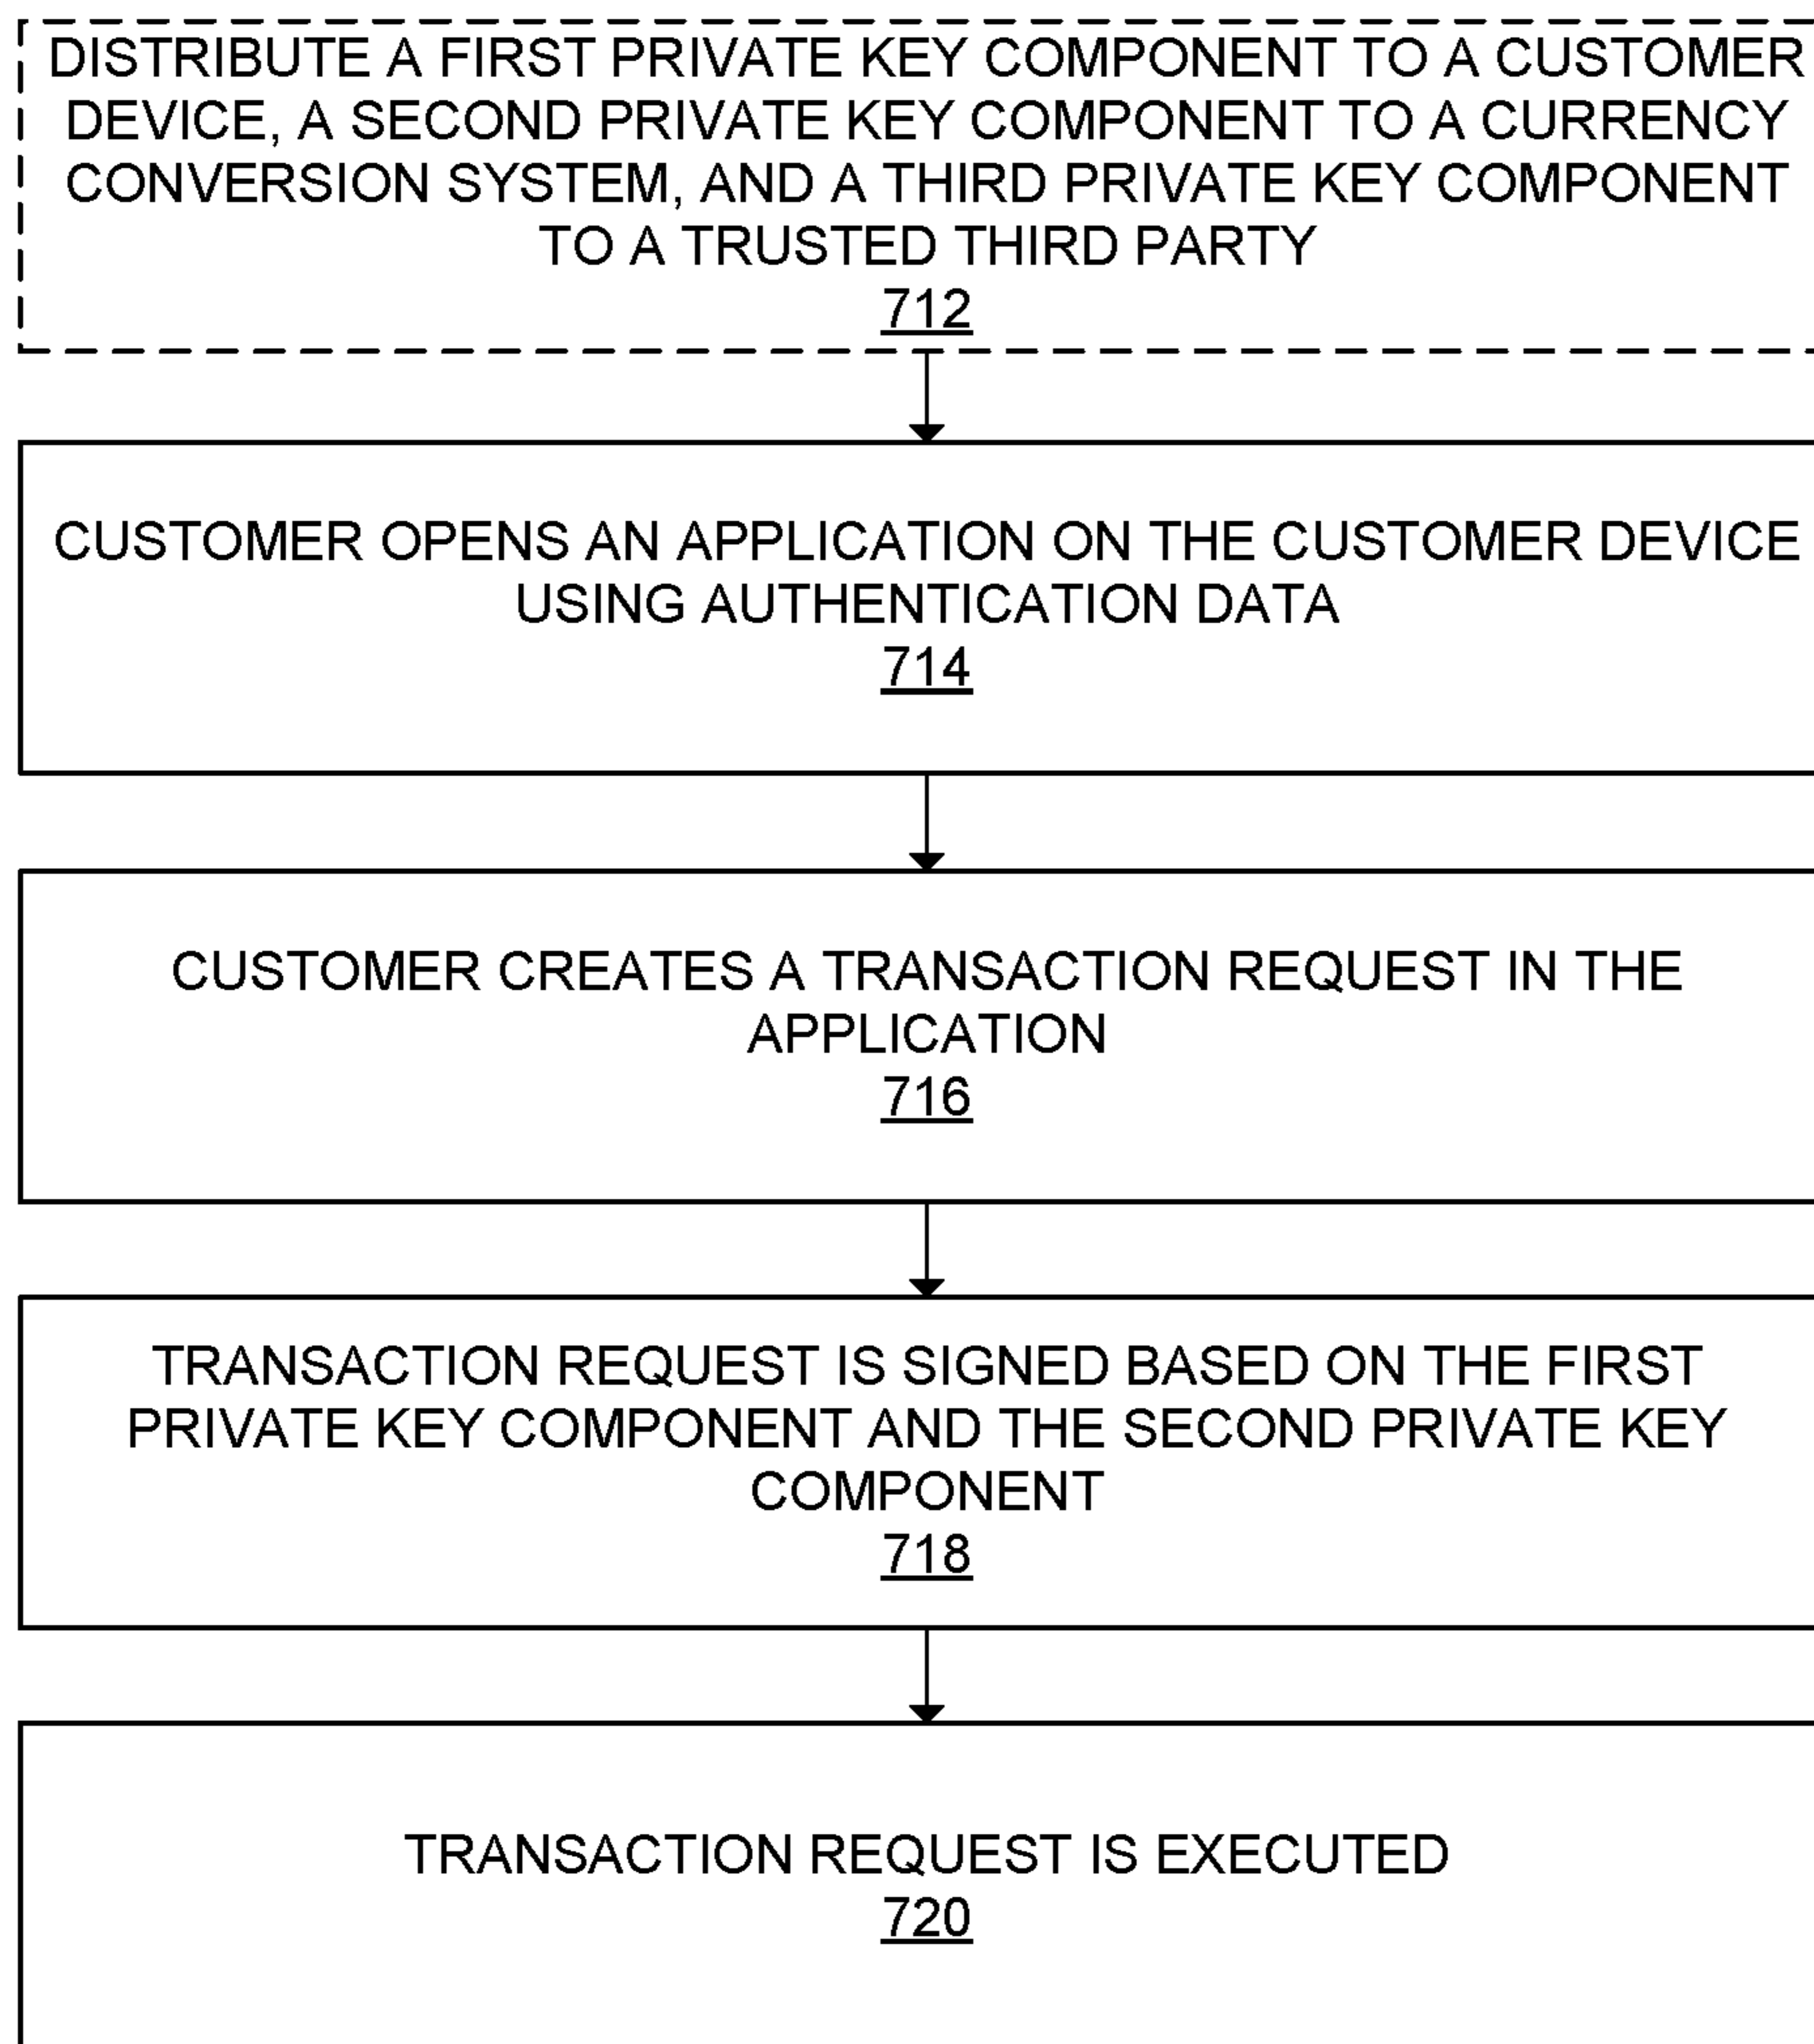 DISTRIBUTE A FIRST PRIVATE KEY COMPONENT TO A CUSTOMER
DEVICE, A SECOND PRIVATE KEY COMPONENT TO A CURRENCY
CONVERSION SYSTEM, AND A THIRD PRIVATE KEY COMPONENT
TO A TRUSTED THIRD PARTY
712
CUSTOMER OPENS AN APPLICATION ON THE CUSTOMER DEVICE
USING AUTHENTICATION DATA
714
CUSTOMER CREATES A TRANSACTION REQUEST IN THE
APPLICATION
716
TRANSACTION REQUEST IS SIGNED BASED ON THE FIRST
PRIVATE KEY COMPONENT AND THE SECOND PRIVATE KEY
COMPONENT
718
TRANSACTION REQUEST IS EXECUTED
720